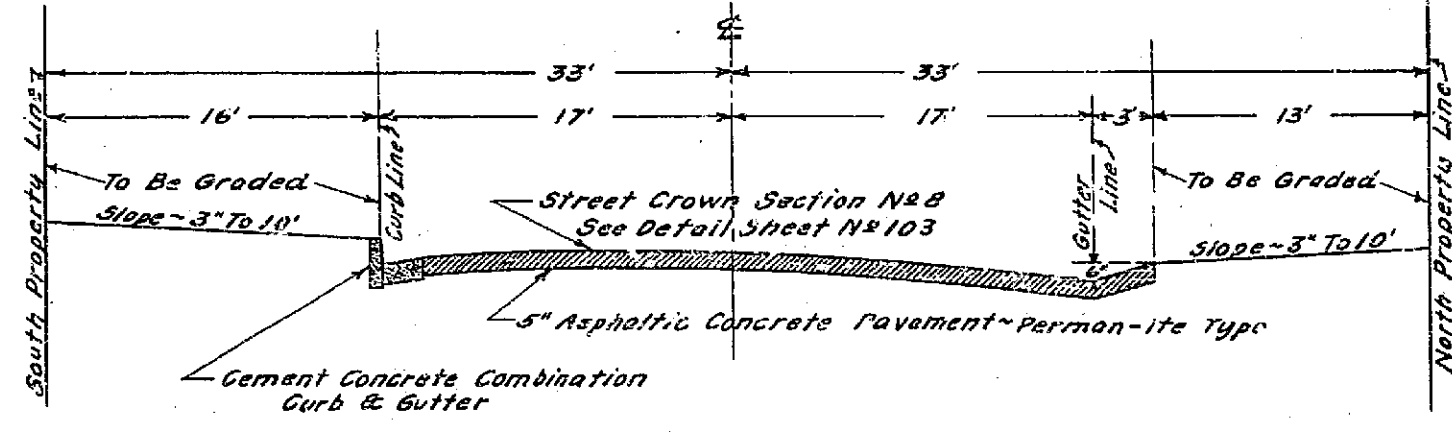 ℄
33'
33'
16'
17'
17'
3'
13'
South Property Line
Curb Line
Gutter
Line
North Property Line
To Be Graded
Slope ~ 3" To 10'
Street Crown Section No 8
See Detail Sheet No 103
To Be Graded
Slope ~ 3" To 10'
6"
5" Asphaltic Concrete Pavement ~ Perman-ite Type
Cement Concrete Combination
Curb & Gutter